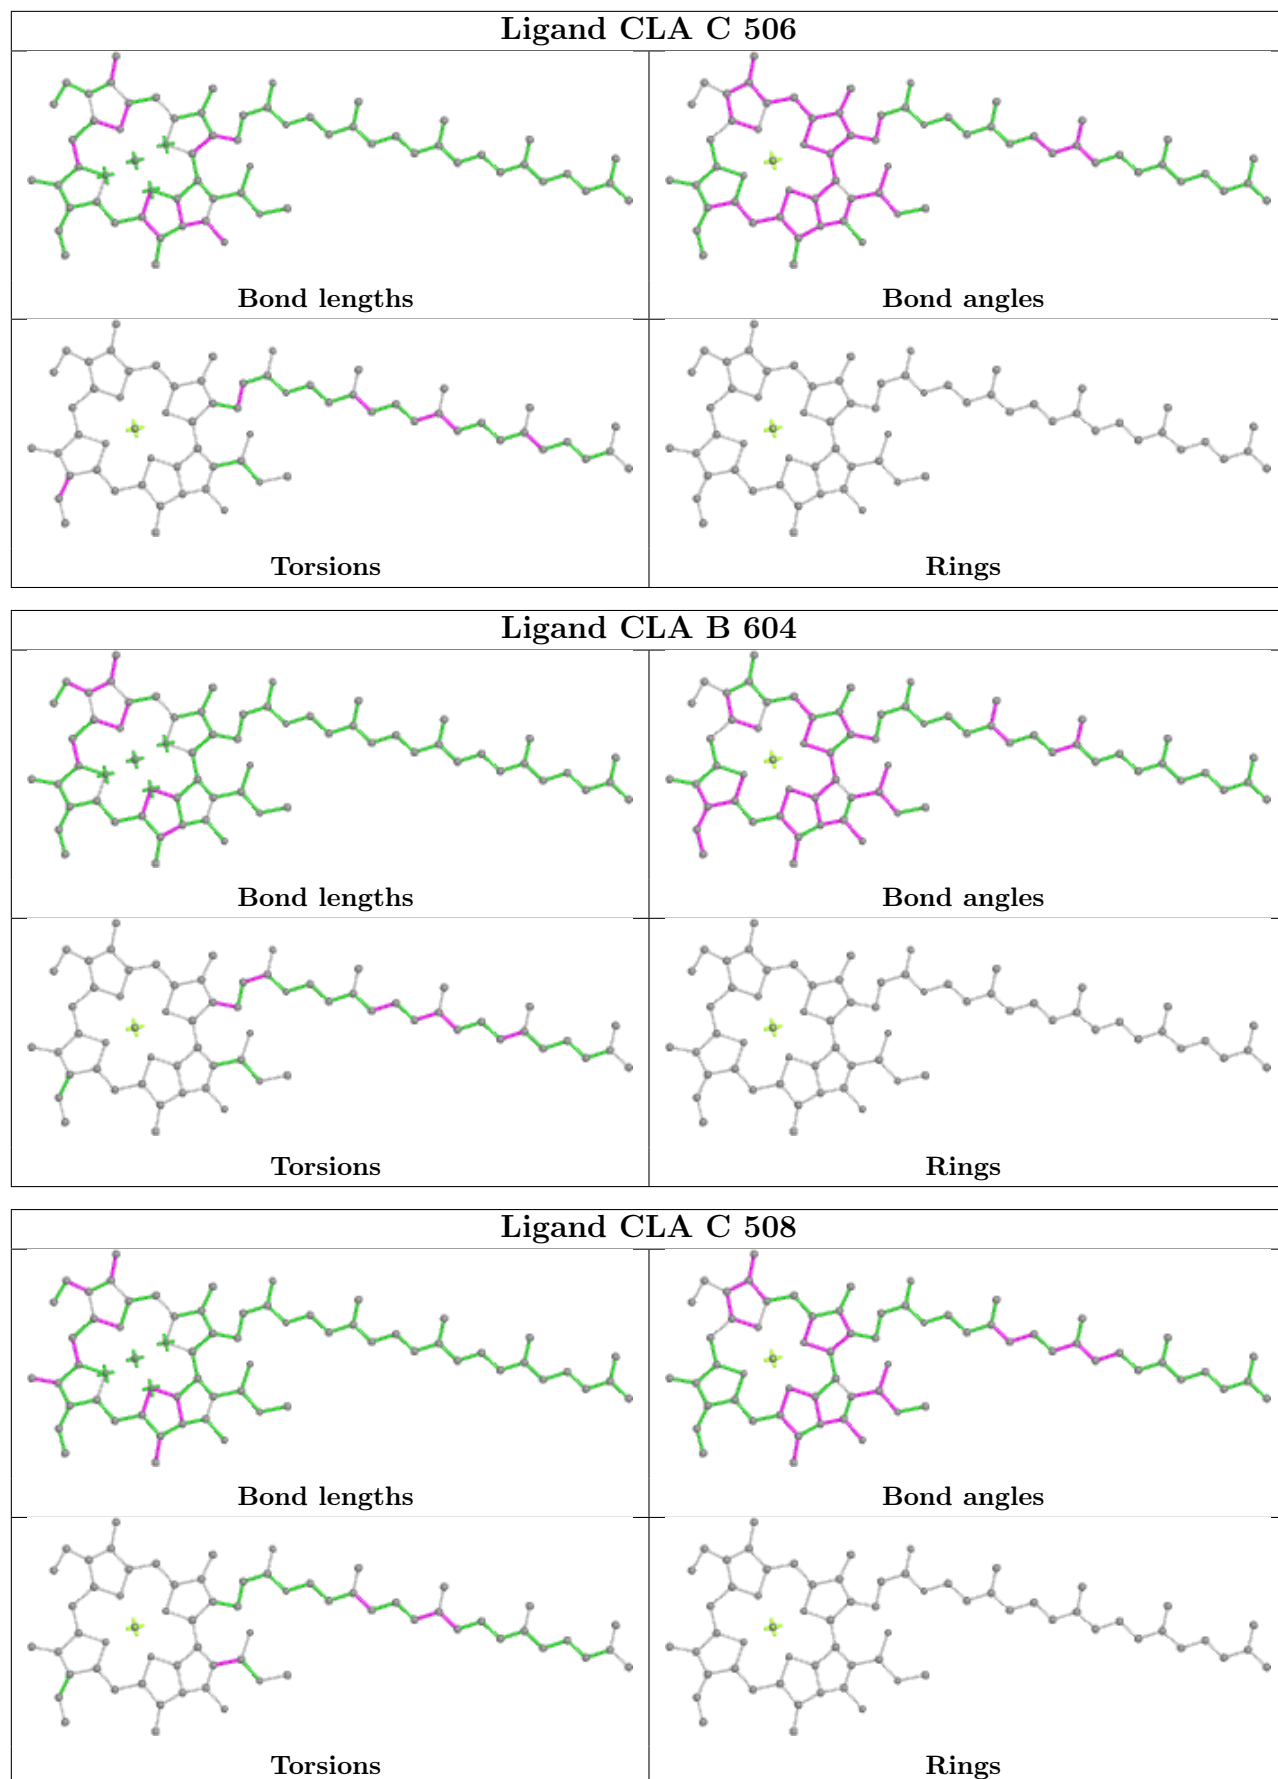 Ligand CLA C 506
Bond lengths
Bond angles
Torsions
Rings
Ligand CLA B 604
Bond lengths
Bond angles
Torsions
Rings
Ligand CLA C 508
Bond lengths
Bond angles
Torsions
Rings